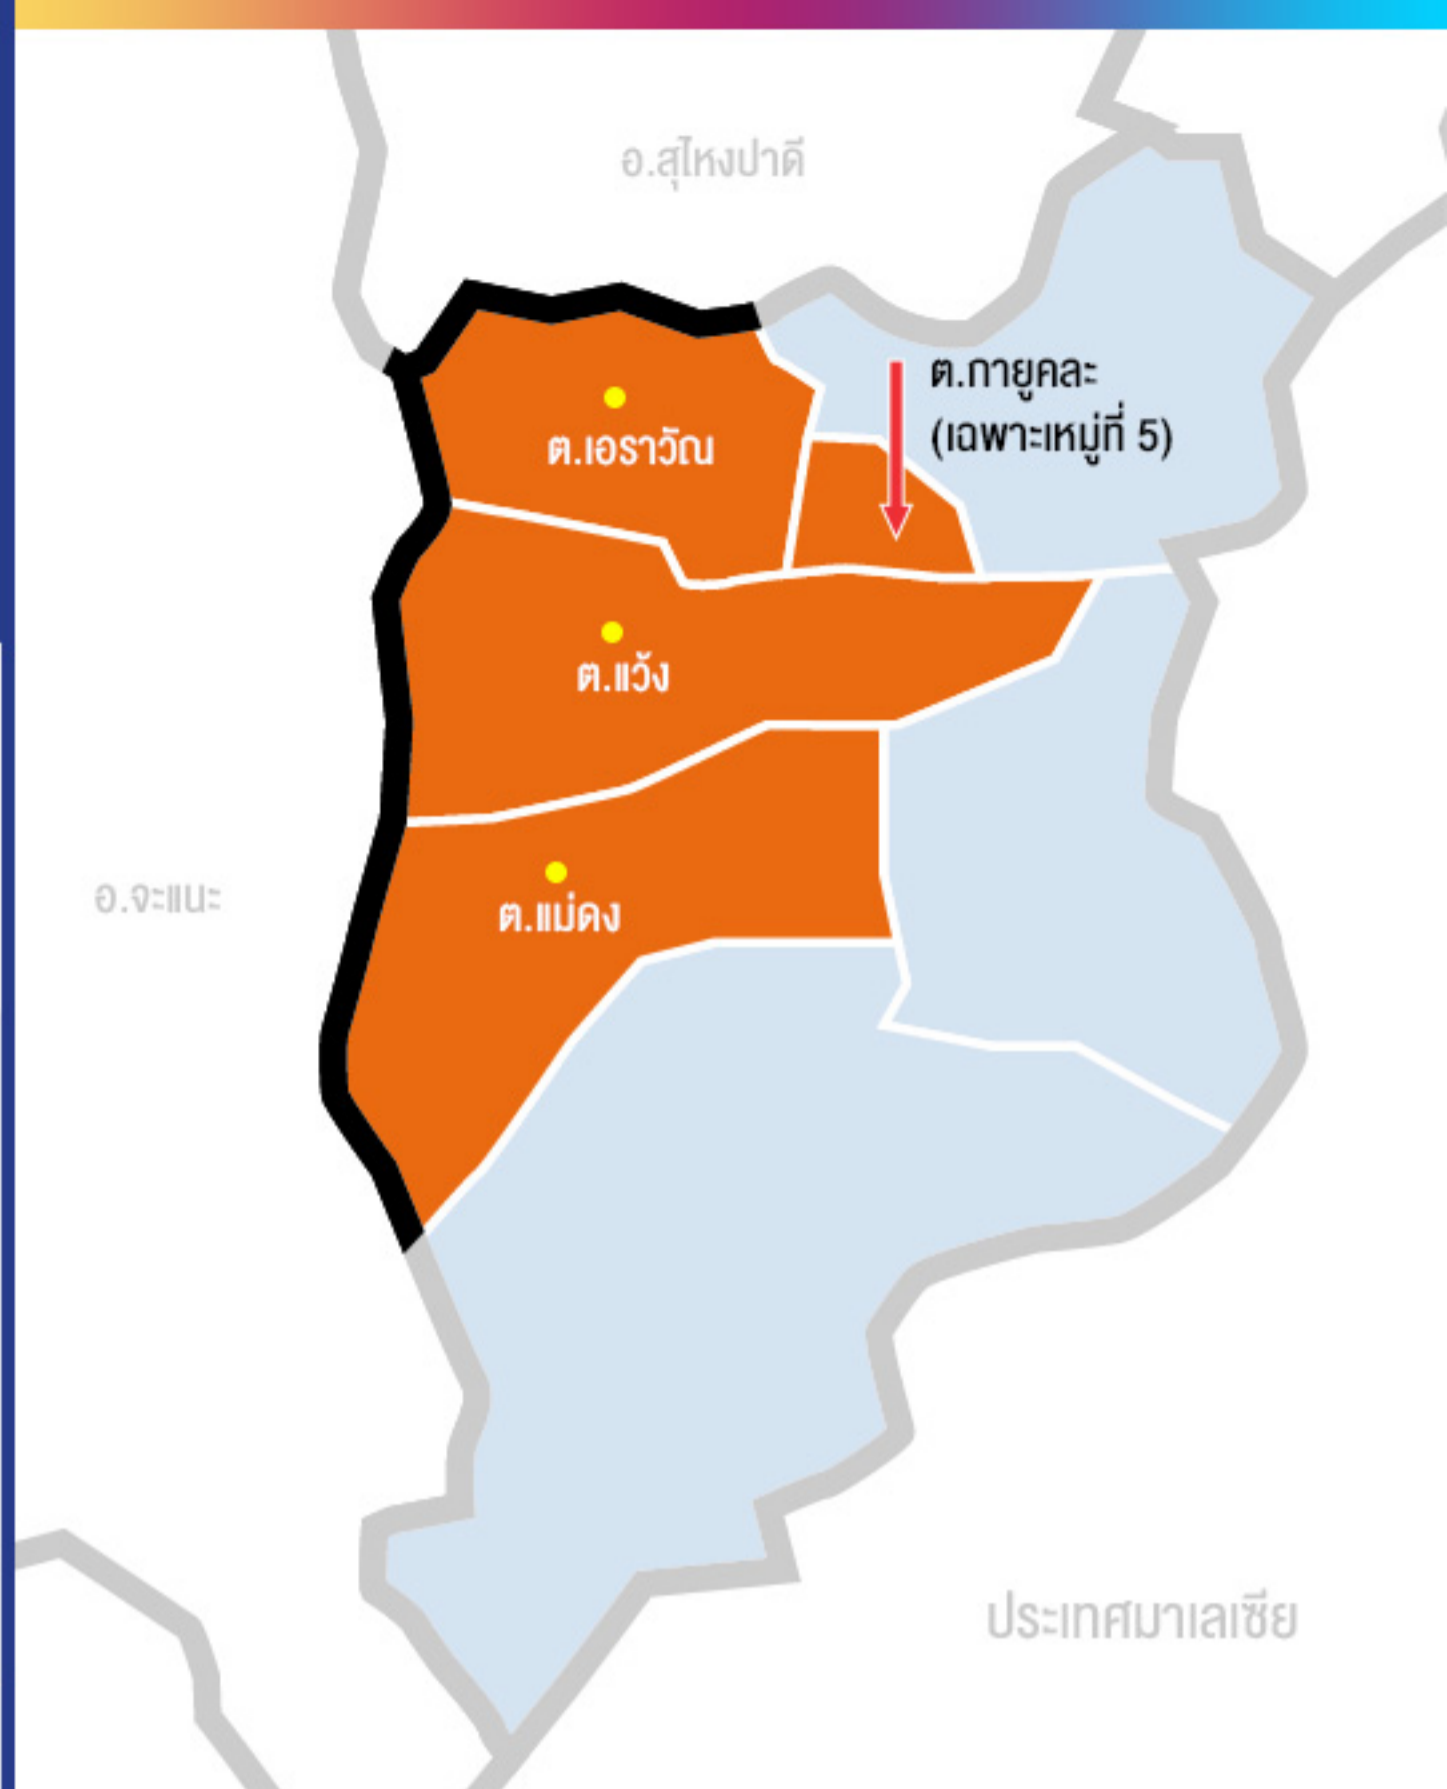 อ.สุไหงปาดี
ต.กายูคละ
(เฉพาะหมู่ที่ 5)
ต.เอราวัณ
ต.แว้ง
อ.จะแนะ
ต.แม่ดง
ประเทศมาเลเซีย